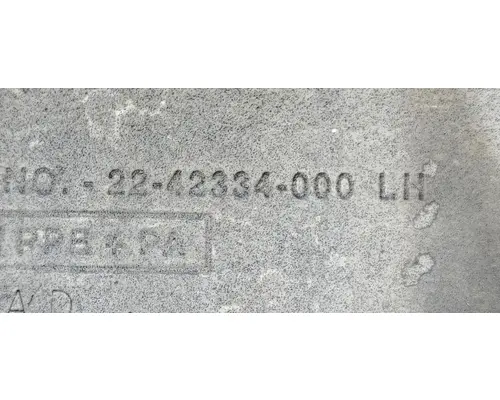 NO. - 22-42334-000 LH
PPE + PA